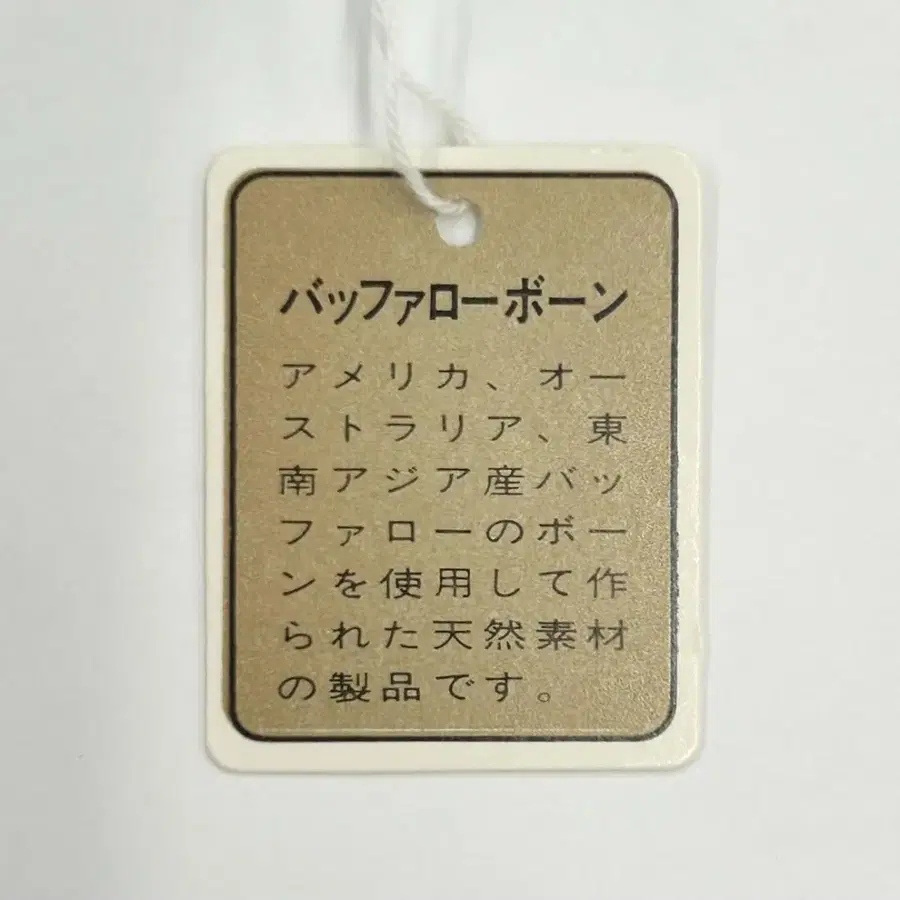 バッファローボーン
アメリカ、オー
ストラリア、東
南アジア産バッ
ファローのボー
ンを使用して作
られた天然素材
の製品です。